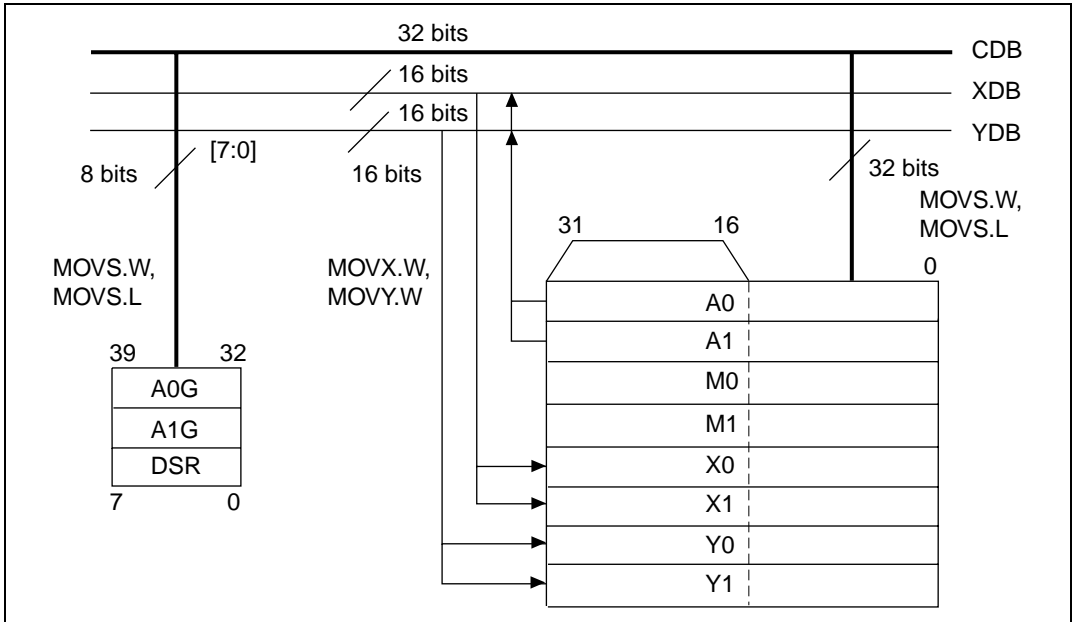 32 bits
CDB
16 bits
XDB
16 bits
YDB
[7:0]
8 bits
16 bits
32 bits
MOVS.W,
MOVS.L
31
16
0
MOVS.W,
MOVS.L
MOVX.W,
MOVY.W
A0
A1
M0
M1
X0
X1
Y0
Y1
39
32
A0G
A1G
DSR
7
0